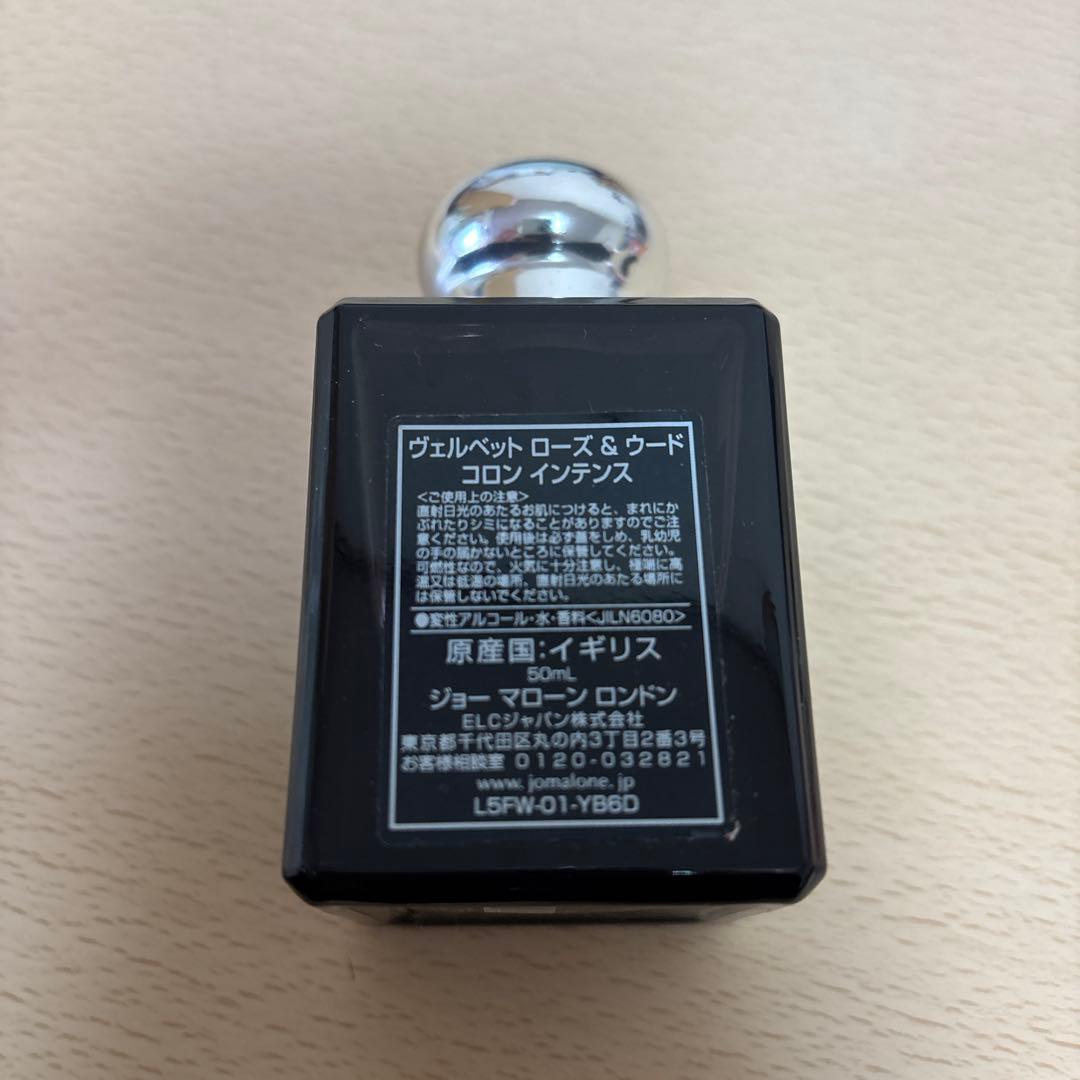 ヴェルベット ローズ & ウード
コロン インテンス
<ご使用上の注意>
直射日光のあたるお肌につけると、まれにか
ぶれたりシミになることがありますのでご注
意ください。使用後は必ず蓋をしめ、乳幼児
の手の届かないところに保管してください。
可燃性なので、火気に十分注意し、極端に高
温又は低温の場所、直射日光のあたる場所に
は保管しないでください。
●変性アルコール・水・香料<JILN6080>
原産国:イギリス
50mL
ジョー マローン ロンドン
ELCジャパン株式会社
東京都千代田区丸の内3丁目2番3号
お客様相談室 0120-032821
www. jomalone. jp
L5FW-01-YB6D